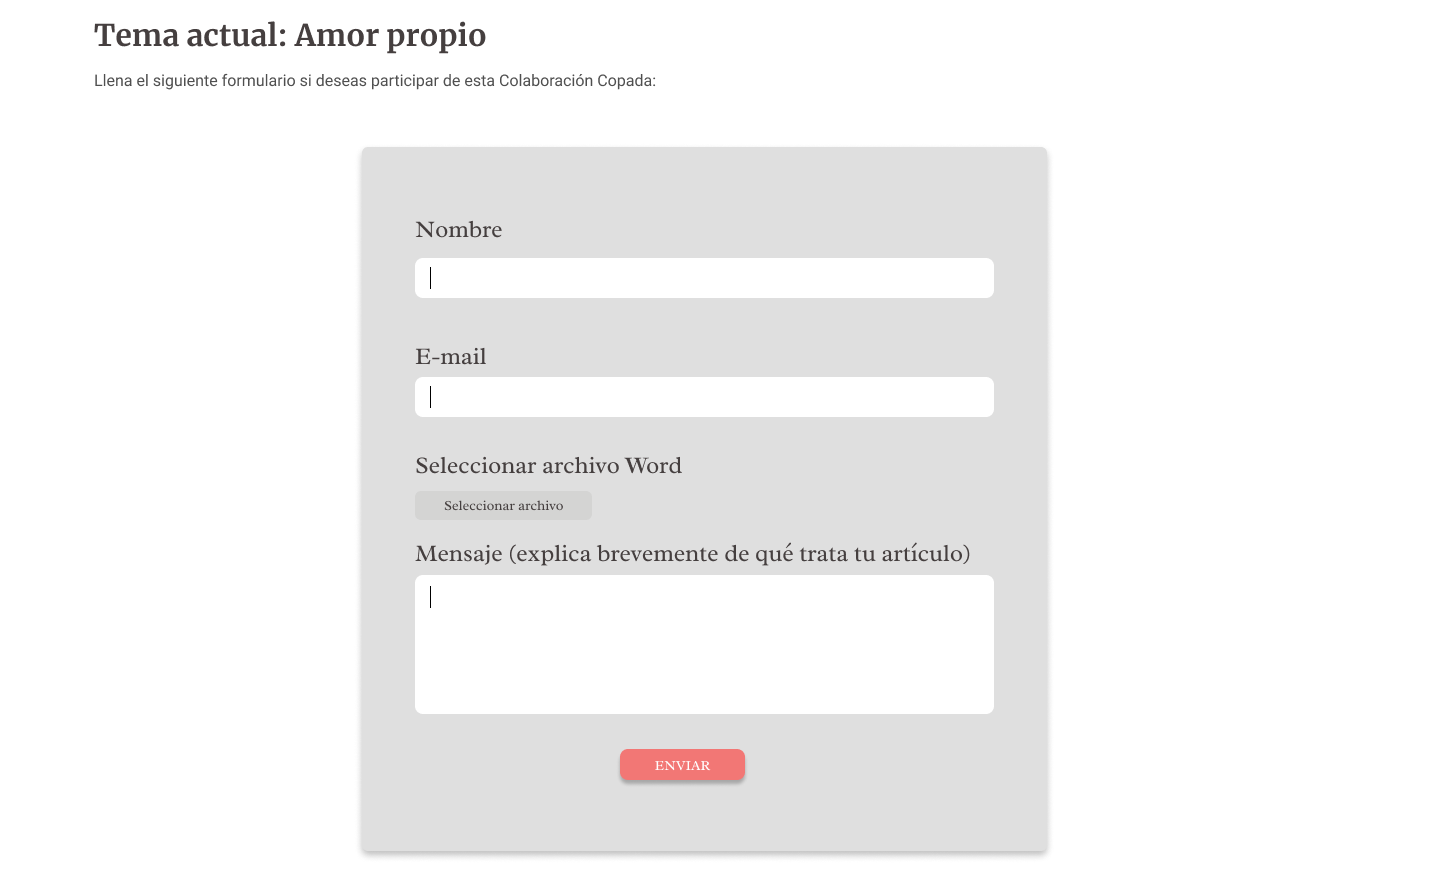 Tema actual: Amor propio
Llena el siguiente formulario si deseas participar de esta Colaboración Copada:
Nombre
E-mail
Seleccionar archivo Word
Seleccionar archivo
Mensaje (explica brevemente de qué trata tu artículo)
ENVIAR